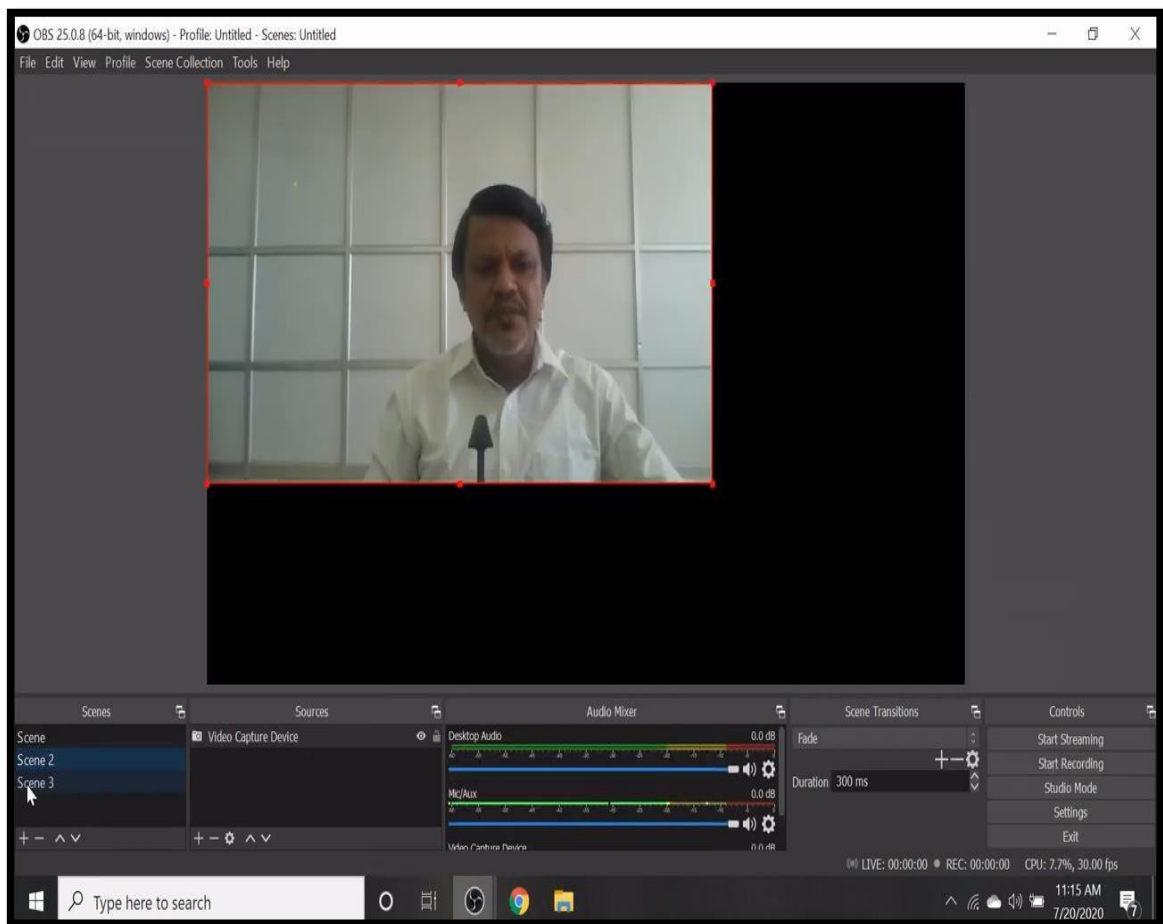 OBS 25.0.8 (64-bit, windows) - Profile: Untitled - Scenes: Untitled
File Edit View Profile Scene Collection Tools Help
Scenes Sources Audio Mixer Scene Transitions Controls
Scene
Scene 2
Scene 3
Video Capture Device
Desktop Audio 0.0 dB
Mic/Aux 0.0 dB
Video Capture Device 0.0 dB
Fade
Duration 300 ms
Start Streaming
Start Recording
Studio Mode
Settings
Exit
LIVE: 00:00:00 REC: 00:00:00 CPU: 7.7%, 30.00 fps
Type here to search
11:15 AM
7/20/2020
7